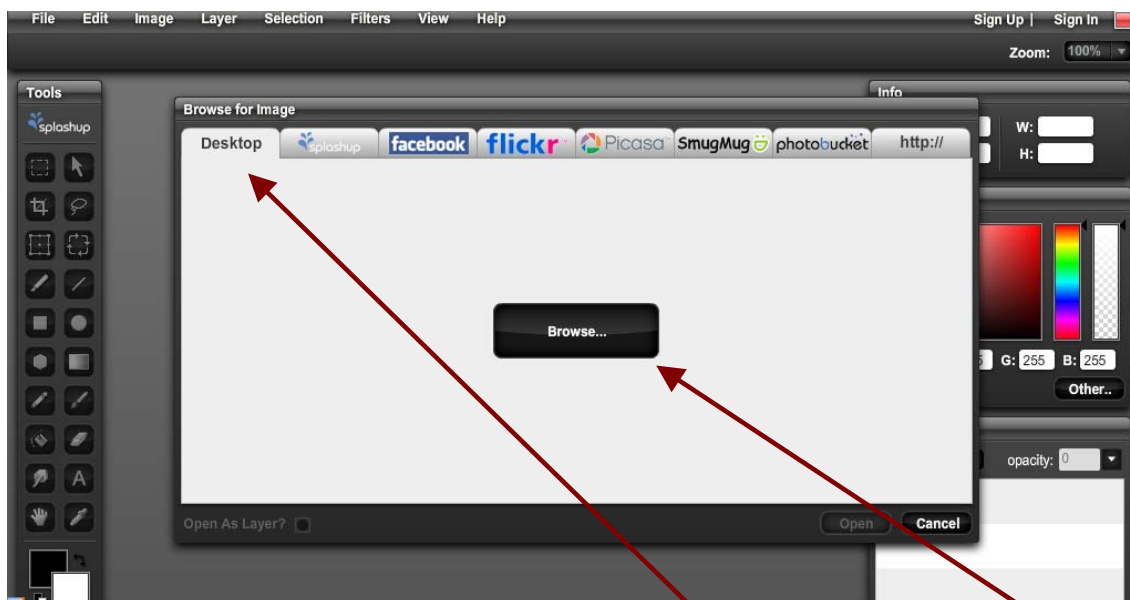 File Edit Image Layer Selection Filters View Help Sign Up | Sign In
Zoom: 100%
Tools
splashup
Info
W:
H:
Browse for Image
Desktop splashup facebook flickr Picasa SmugMug photobucket http://
Browse...
G: 255 B: 255
Other..
opacity: 0
Open As Layer? Open Cancel
A